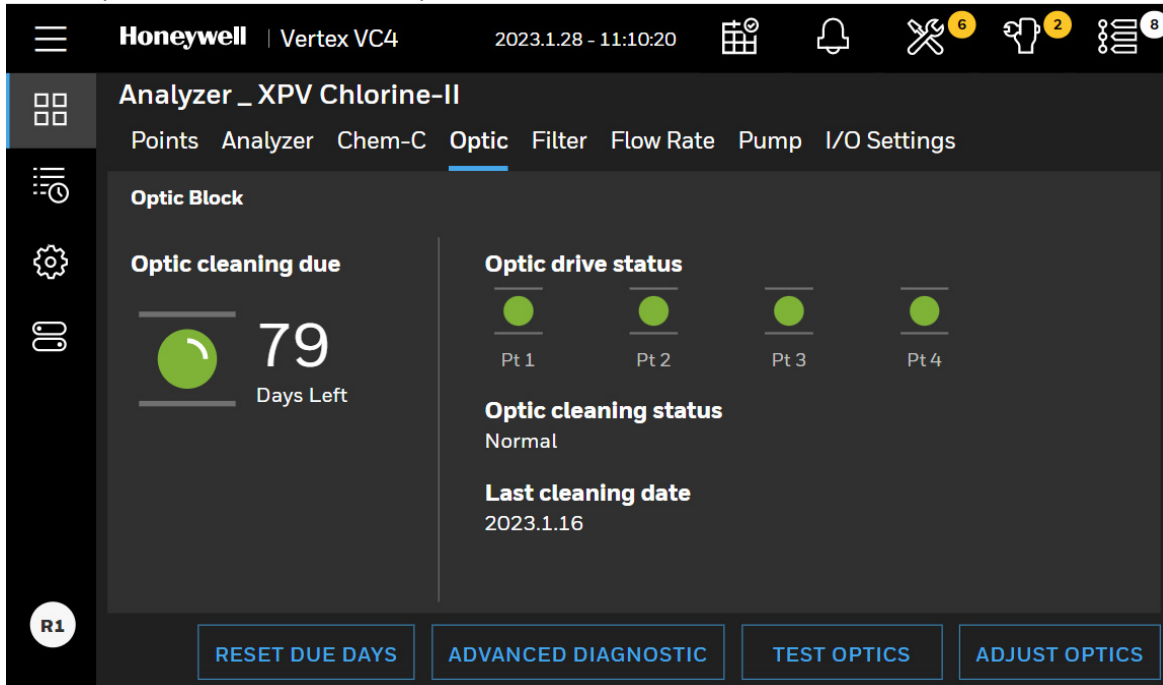 Honeywell | Vertex VC4 2023.1.28 - 11:10:20 6 2 8
Analyzer _ XPV Chlorine-II
Points Analyzer Chem-C Optic Filter Flow Rate Pump I/O Settings
Optic Block
Optic cleaning due
79
Days Left
Optic drive status
Pt 1 Pt 2 Pt 3 Pt 4
Optic cleaning status
Normal
Last cleaning date
2023.1.16
R1
RESET DUE DAYS ADVANCED DIAGNOSTIC TEST OPTICS ADJUST OPTICS